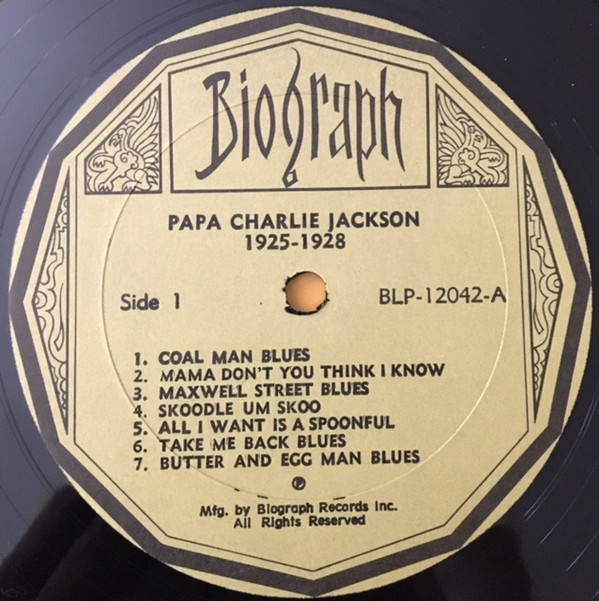 Biograph
PAPA CHARLIE JACKSON
1925-1928
Side 1
BLP-12042-A
1. COAL MAN BLUES
2. MAMA DON'T YOU THINK I KNOW
3. MAXWELL STREET BLUES
4. SKOODLE UM SKOO
5. ALL I WANT IS A SPOONFUL
6. TAKE ME BACK BLUES
7. BUTTER AND EGG MAN BLUES
℗
Mfg. by Biograph Records Inc.
All Rights Reserved